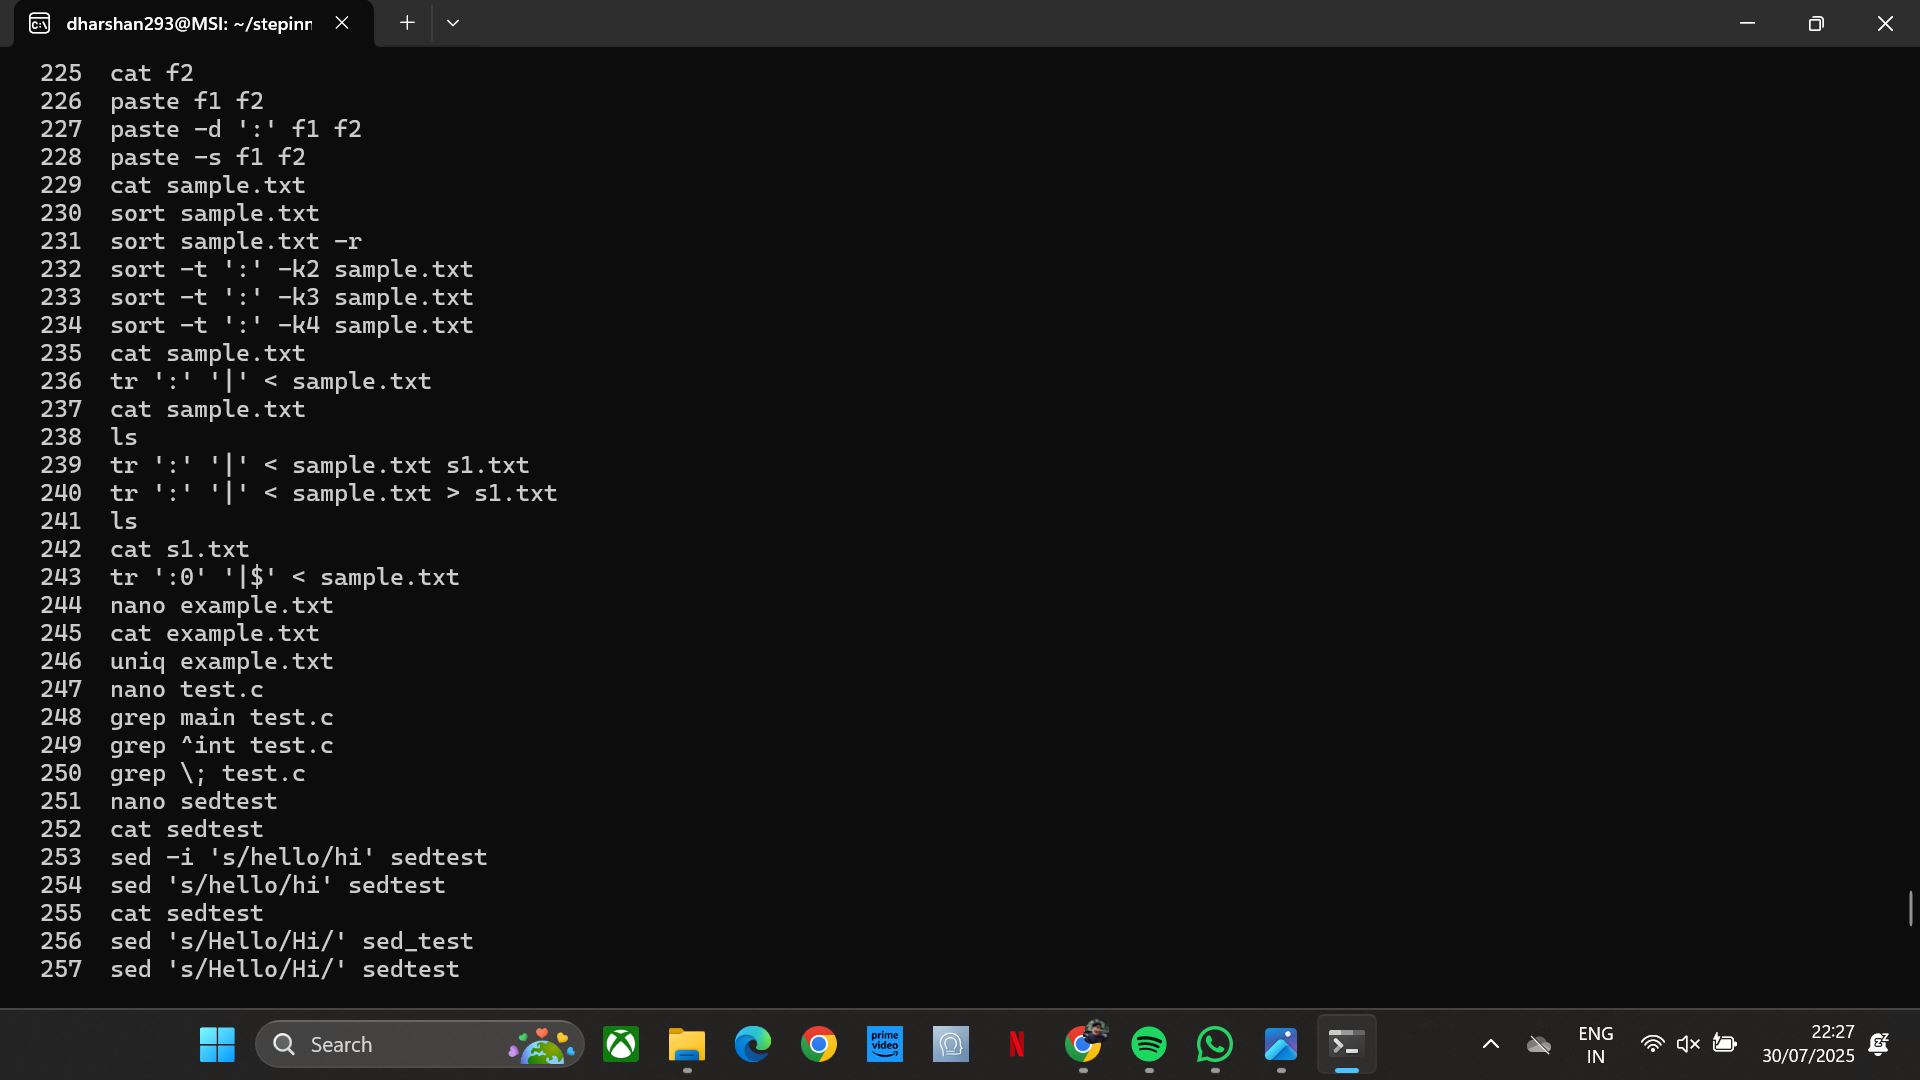 dharshan293@MSI: ~/stepinn
225 cat f2
226 paste f1 f2
227 paste -d ':' f1 f2
228 paste -s f1 f2
229 cat sample.txt
230 sort sample.txt
231 sort sample.txt -r
232 sort -t ':' -k2 sample.txt
233 sort -t ':' -k3 sample.txt
234 sort -t ':' -k4 sample.txt
235 cat sample.txt
236 tr ':' '|' < sample.txt
237 cat sample.txt
238 ls
239 tr ':' '|' < sample.txt s1.txt
240 tr ':' '|' < sample.txt > s1.txt
241 ls
242 cat s1.txt
243 tr ':0' '|$' < sample.txt
244 nano example.txt
245 cat example.txt
246 uniq example.txt
247 nano test.c
248 grep main test.c
249 grep ^int test.c
250 grep \; test.c
251 nano sedtest
252 cat sedtest
253 sed -i 's/hello/hi' sedtest
254 sed 's/hello/hi' sedtest
255 cat sedtest
256 sed 's/Hello/Hi/' sed_test
257 sed 's/Hello/Hi/' sedtest
Search
prime video
ENG
IN
22:27
30/07/2025